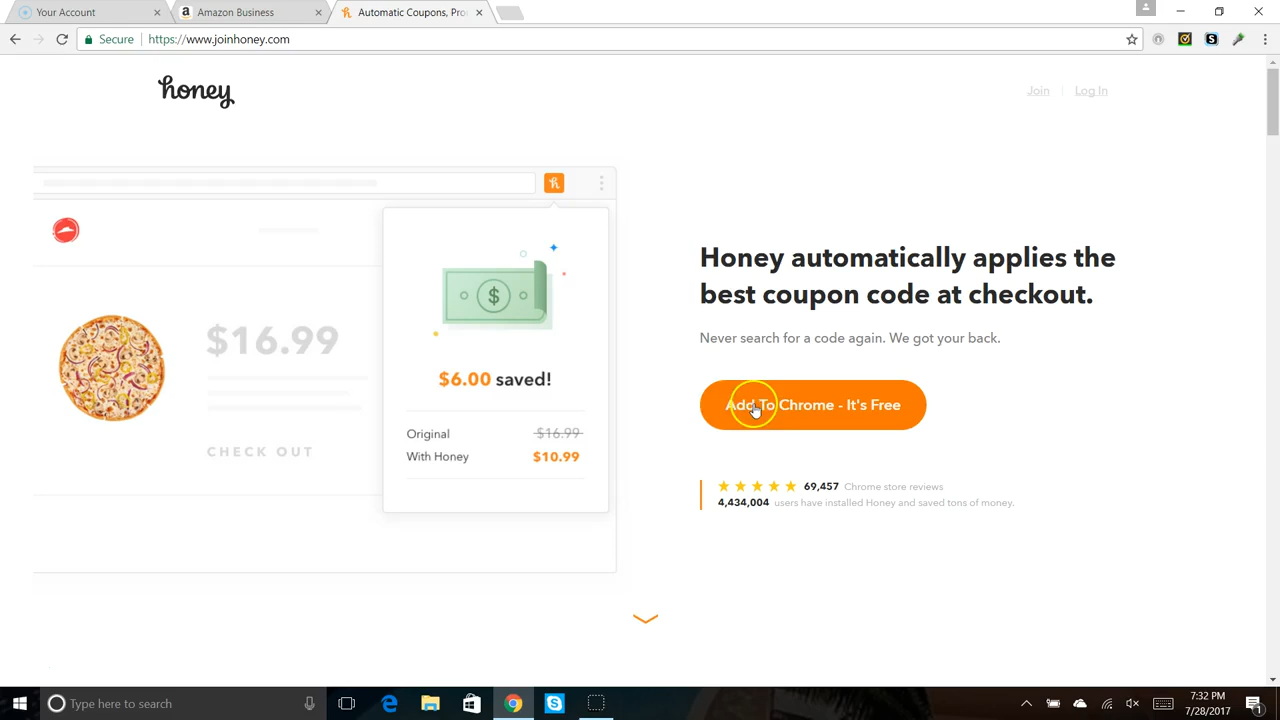 Your Account
Amazon Business
Automatic Coupons, Pro
Secure
https://www.joinhoney.com
honey
Join
Log In
$16.99
CHECK OUT
$
$6.00 saved!
Original $16.99
With Honey $10.99
Honey automatically applies the
best coupon code at checkout.
Never search for a code again. We got your back.
Add To Chrome - It's Free
69,457 Chrome store reviews
4,434,004 users have installed Honey and saved tons of money.
Type here to search
7:32 PM
7/28/2017